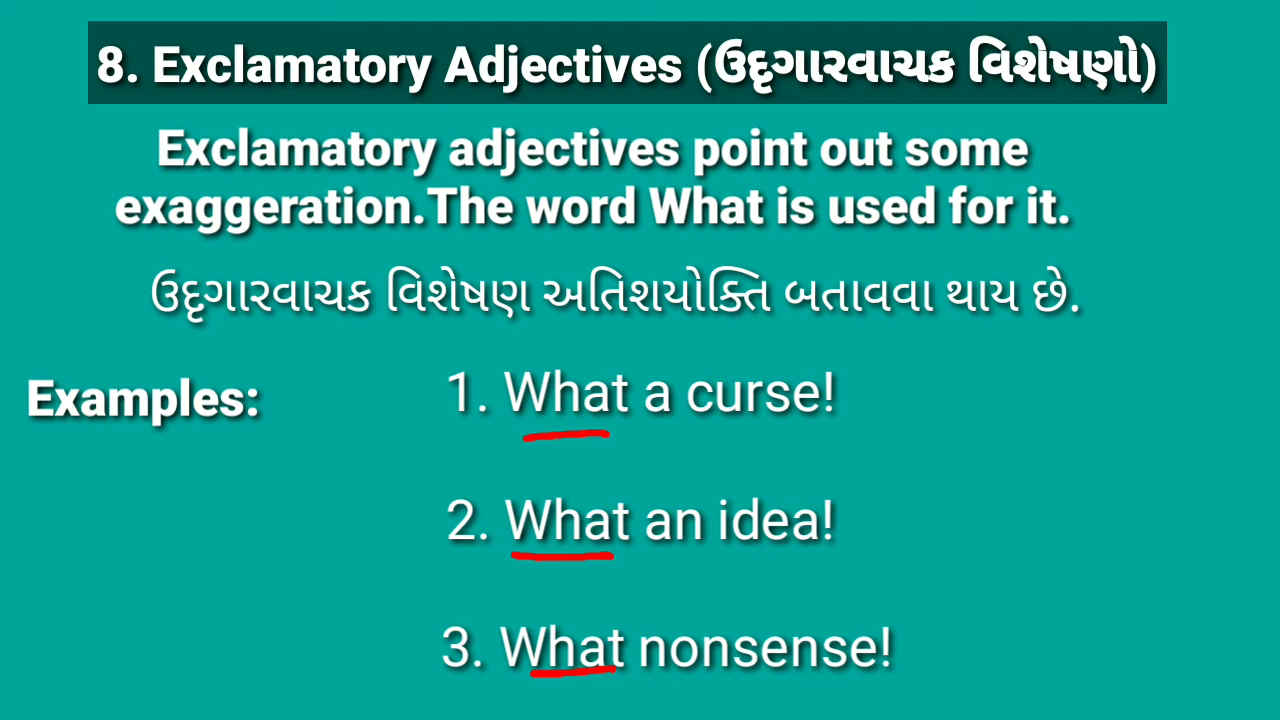 8. Exclamatory Adjectives (ઉદૃગારવાચક વિશેષણો)
Exclamatory adjectives point out some
exaggeration.The word What is used for it.
ઉદૃગારવાચક વિશેષણ અતિશયોક્તિ બતાવવા થાય છે.
Examples:
1. What a curse!
2. What an idea!
3. What nonsense!